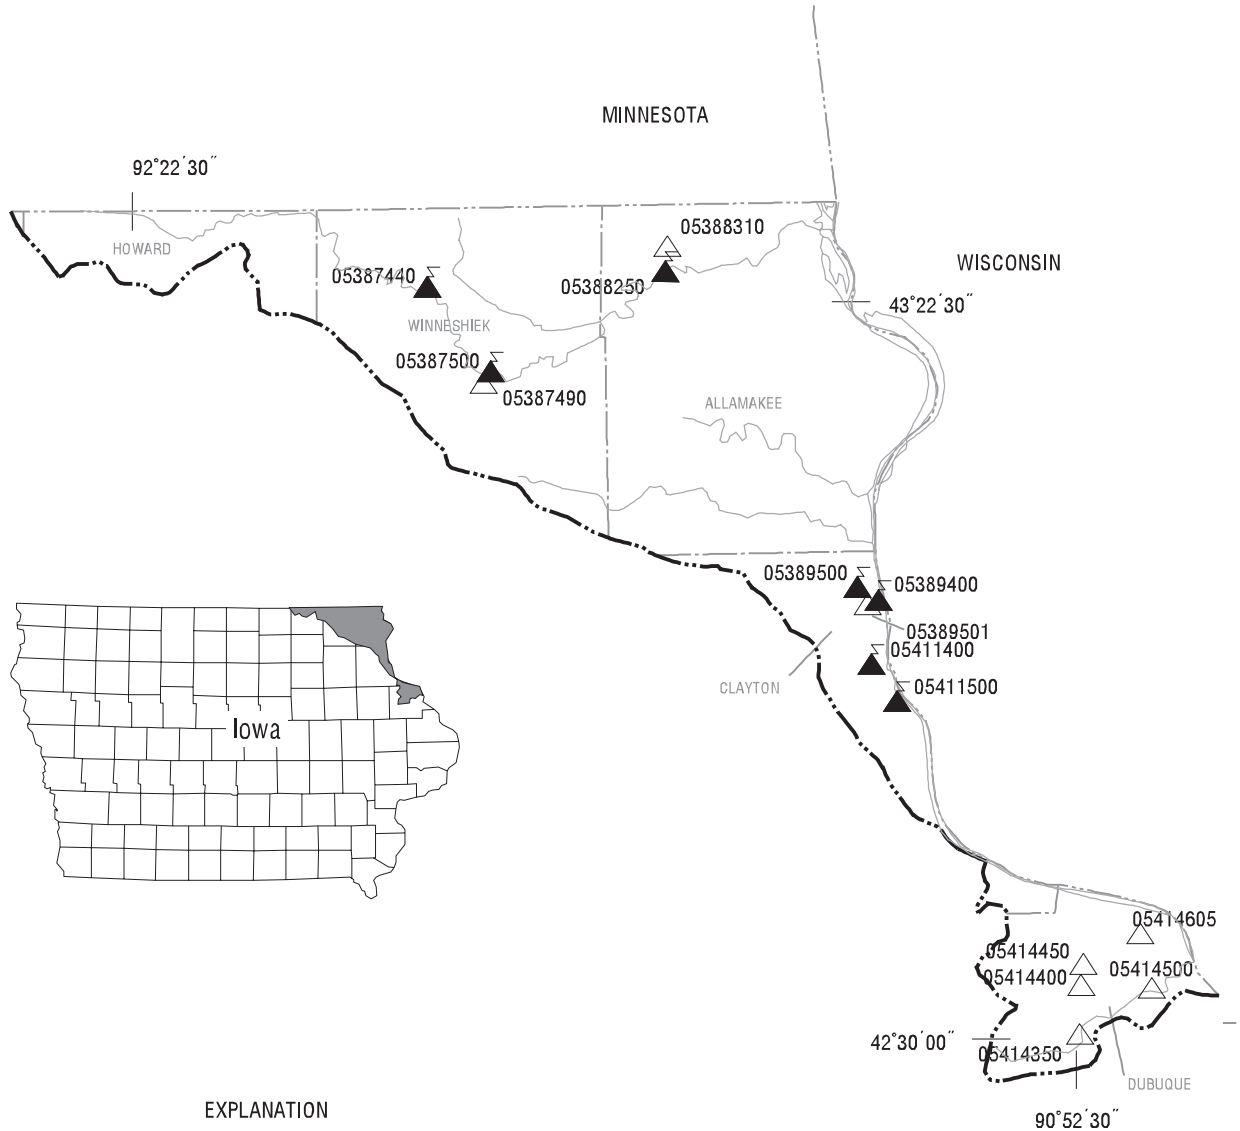 MINNESOTA
92°22'30"
05388310
HOWARD
WISCONSIN
05387440
05388250
43°22'30"
WINNESHIEK
05387500
05387490
ALLAMAKEE
05389500
05389400
05389501
05411400
CLAYTON
05411500
Iowa
05414605
05414450
05414400
05414500
42°30'00"
05414350
DUBUQUE
EXPLANATION
90°52'30"